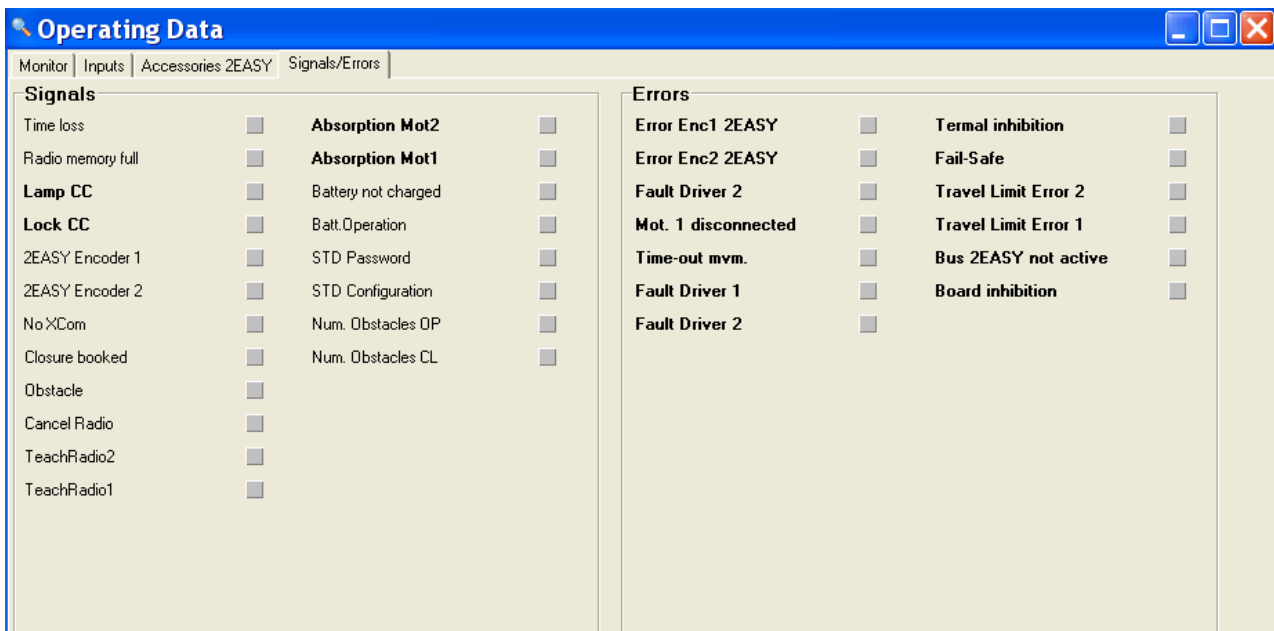 Operating Data
Monitor Inputs Accessories 2EASY Signals/Errors
Signals
Time loss
Radio memory full
Lamp CC
Lock CC
2EASY Encoder 1
2EASY Encoder 2
No XCom
Closure booked
Obstacle
Cancel Radio
TeachRadio2
TeachRadio1
Absorption Mot2
Absorption Mot1
Battery not charged
Batt.Operation
STD Password
STD Configuration
Num. Obstacles OP
Num. Obstacles CL
Errors
Error Enc1 2EASY
Error Enc2 2EASY
Fault Driver 2
Mot. 1 disconnected
Time-out mvm.
Fault Driver 1
Fault Driver 2
Termal inhibition
Fail-Safe
Travel Limit Error 2
Travel Limit Error 1
Bus 2EASY not active
Board inhibition